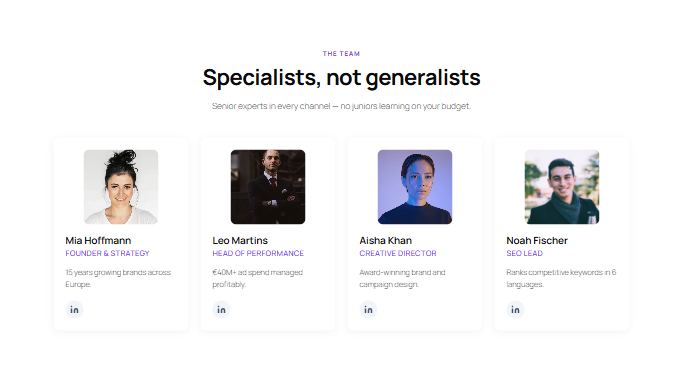 THE TEAM
Specialists, not generalists
Senior experts in every channel — no juniors learning on your budget.
Mia Hoffmann
FOUNDER & STRATEGY
15 years growing brands across
Europe.
in
Leo Martins
HEAD OF PERFORMANCE
€40M+ ad spend managed
profitably.
in
Aisha Khan
CREATIVE DIRECTOR
Award-winning brand and
campaign design.
in
Noah Fischer
SEO LEAD
Ranks competitive keywords in 6
languages.
in